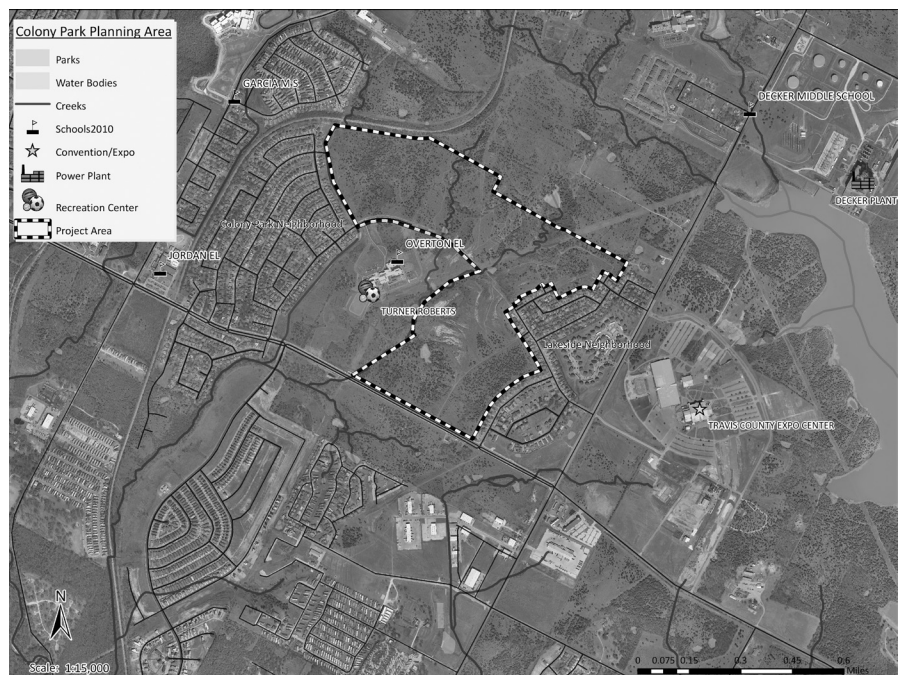 Colony Park Planning Area
Parks
Water Bodies
Creeks
Schools2010
Convention/Expo
Power Plant
Recreation Center
Project Area
GARCIA M S
DECKER MIDDLE SCHOOL
DECKER PLANT
Colony Park Neighborhood
OVERTON EL
JORDAN EL
TURNER ROBERTS
Lakeside Neighborhood
TRAVIS COUNTY EXPO CENTER
N
Scale: 1:15,000
0 0.075 0.15 0.3 0.45 0.6
Miles